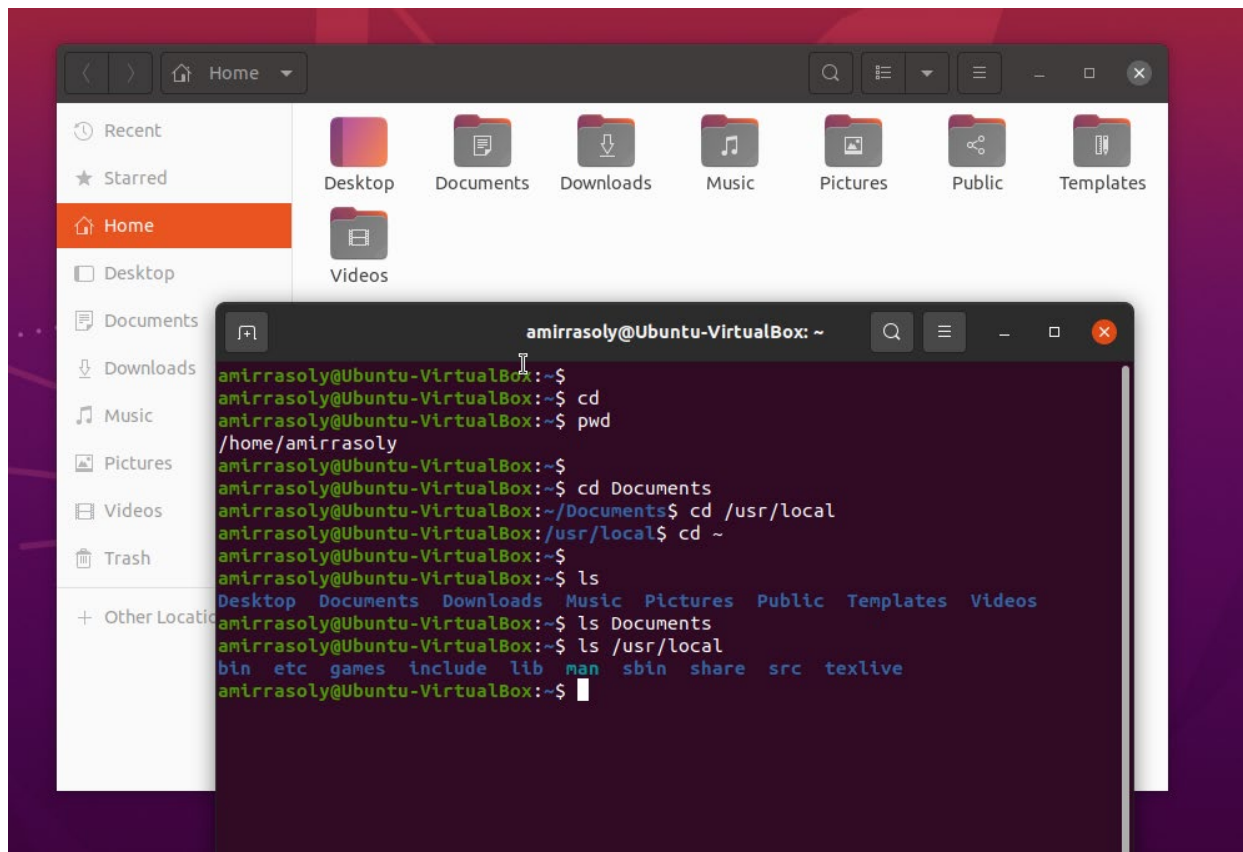 Home
Recent
Starred
Home
Desktop
Documents
Downloads
Music
Pictures
Videos
Trash
+ Other Locatio
Desktop Documents Downloads Music Pictures Public Templates
Videos
amirrasoly@Ubuntu-VirtualBox: ~
amirrasoly@Ubuntu-VirtualBox:~$
amirrasoly@Ubuntu-VirtualBox:~$ cd
amirrasoly@Ubuntu-VirtualBox:~$ pwd
/home/amirrasoly
amirrasoly@Ubuntu-VirtualBox:~$
amirrasoly@Ubuntu-VirtualBox:~$ cd Documents
amirrasoly@Ubuntu-VirtualBox:~/Documents$ cd /usr/local
amirrasoly@Ubuntu-VirtualBox:/usr/local$ cd ~
amirrasoly@Ubuntu-VirtualBox:~$
amirrasoly@Ubuntu-VirtualBox:~$ ls
Desktop Documents Downloads Music Pictures Public Templates Videos
amirrasoly@Ubuntu-VirtualBox:~$ ls Documents
amirrasoly@Ubuntu-VirtualBox:~$ ls /usr/local
bin etc games include lib man sbin share src texlive
amirrasoly@Ubuntu-VirtualBox:~$